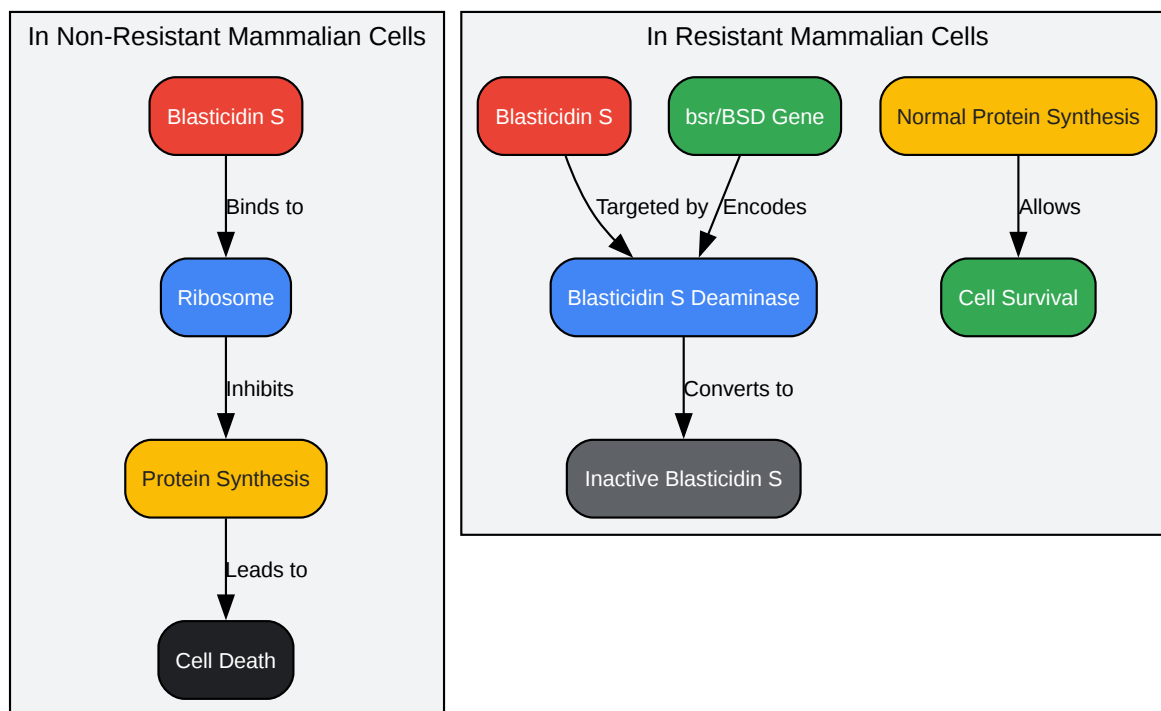 In Non-Resistant Mammalian Cells
Blasticidin S
Binds to
Ribosome
Inhibits
Protein Synthesis
Leads to
Cell Death
In Resistant Mammalian Cells
Blasticidin S
bsr/BSD Gene
Normal Protein Synthesis
Targeted by
Encodes
Allows
Blasticidin S Deaminase
Cell Survival
Converts to
Inactive Blasticidin S